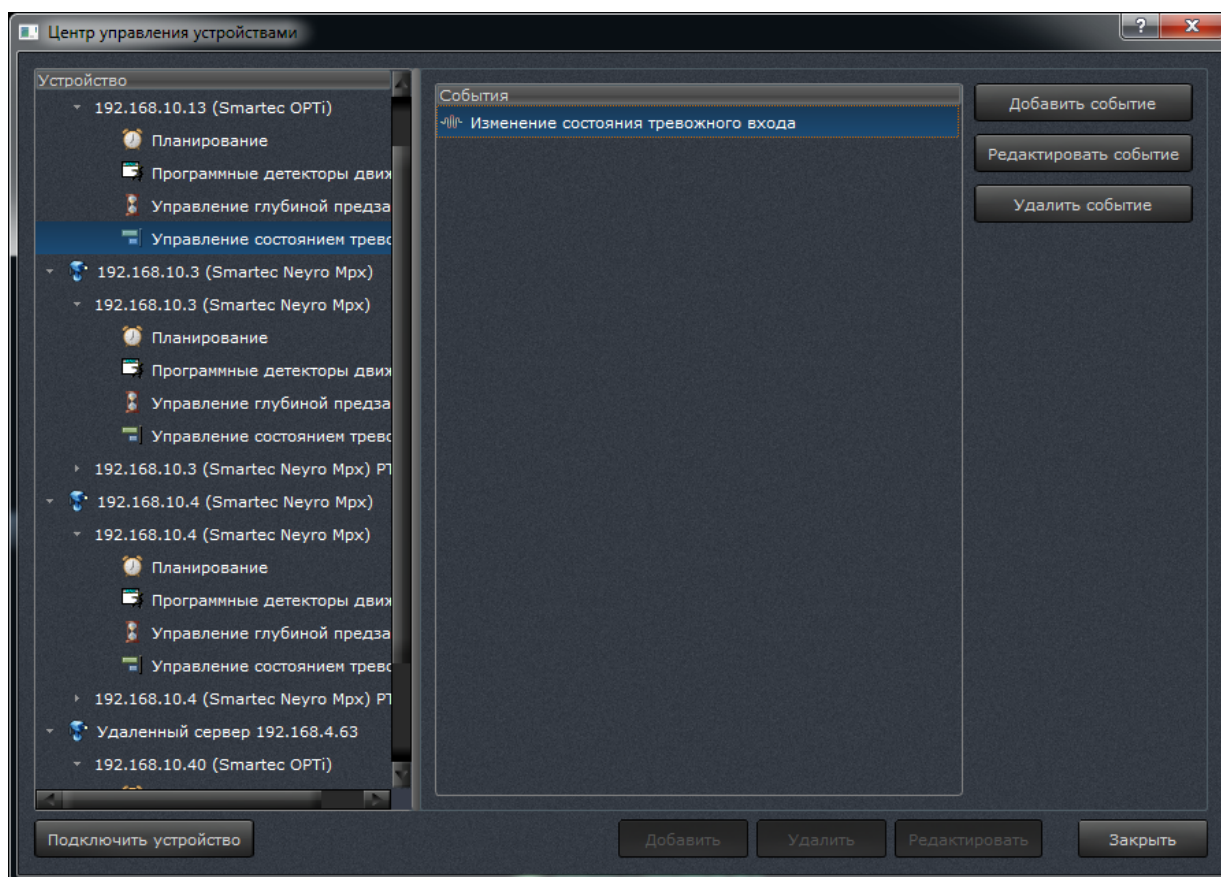 Центр управления устройствами
?
X
Устройство
192.168.10.13 (Smartec OPTi)
Планирование
Программные детекторы движ
Управление глубиной предза
Управление состоянием трево
192.168.10.3 (Smartec Neyro Mpx)
192.168.10.3 (Smartec Neyro Mpx)
Планирование
Программные детекторы движ
Управление глубиной предза
Управление состоянием трево
192.168.10.3 (Smartec Neyro Mpx) PT
192.168.10.4 (Smartec Neyro Mpx)
192.168.10.4 (Smartec Neyro Mpx)
Планирование
Программные детекторы движ
Управление глубиной предза
Управление состоянием трево
192.168.10.4 (Smartec Neyro Mpx) PT
Удаленный сервер 192.168.4.63
192.168.10.40 (Smartec OPTi)
События
Изменение состояния тревожного входа
Добавить событие
Редактировать событие
Удалить событие
Подключить устройство
Добавить
Удалить
Редактировать
Закрыть